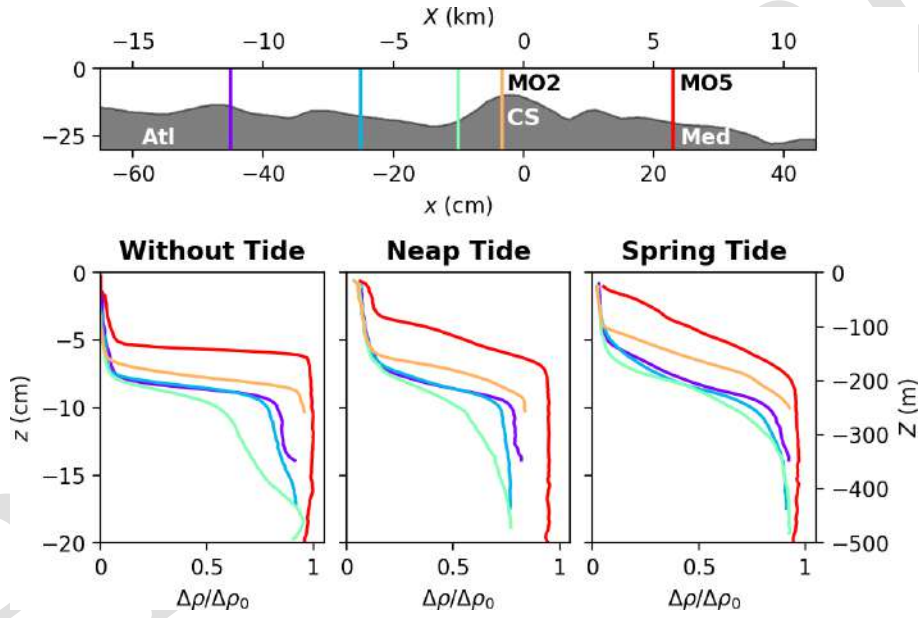 X (km)
−15 −10 −5 0 5 10
0
−25
MO2 MO5
CS
Atl Med
−60 −40 −20 0 20 40
x (cm)
Without Tide Neap Tide Spring Tide
0 0
−5 −100
−10 −200
−15 −300
−400
−20 −500
z (cm)
Z (m)
0 0.5 1 0 0.5 1 0 0.5 1
Δρ/Δρ₀ Δρ/Δρ₀ Δρ/Δρ₀